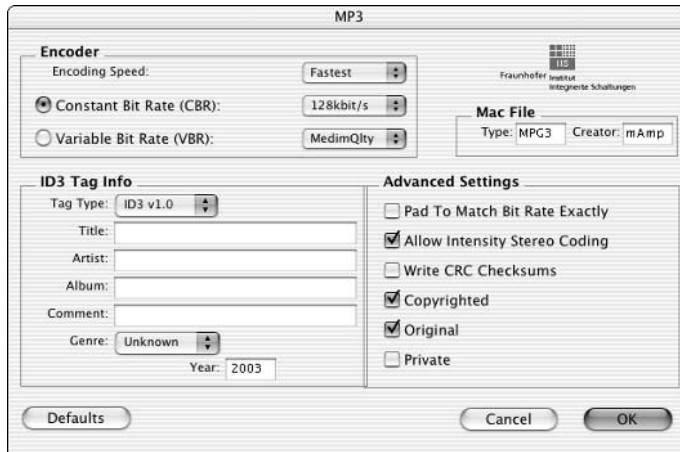 MP3
Encoder
Encoding Speed: Fastest
Constant Bit Rate (CBR): 128kbit/s
Variable Bit Rate (VBR): MedimQlty
IIS
Fraunhofer Institut
Integrierte Schaltungen
Mac File
Type: MPG3 Creator: mAmp
ID3 Tag Info
Tag Type: ID3 v1.0
Title:
Artist:
Album:
Comment:
Genre: Unknown
Year: 2003
Advanced Settings
Pad To Match Bit Rate Exactly
Allow Intensity Stereo Coding
Write CRC Checksums
Copyrighted
Original
Private
Defaults
Cancel
OK